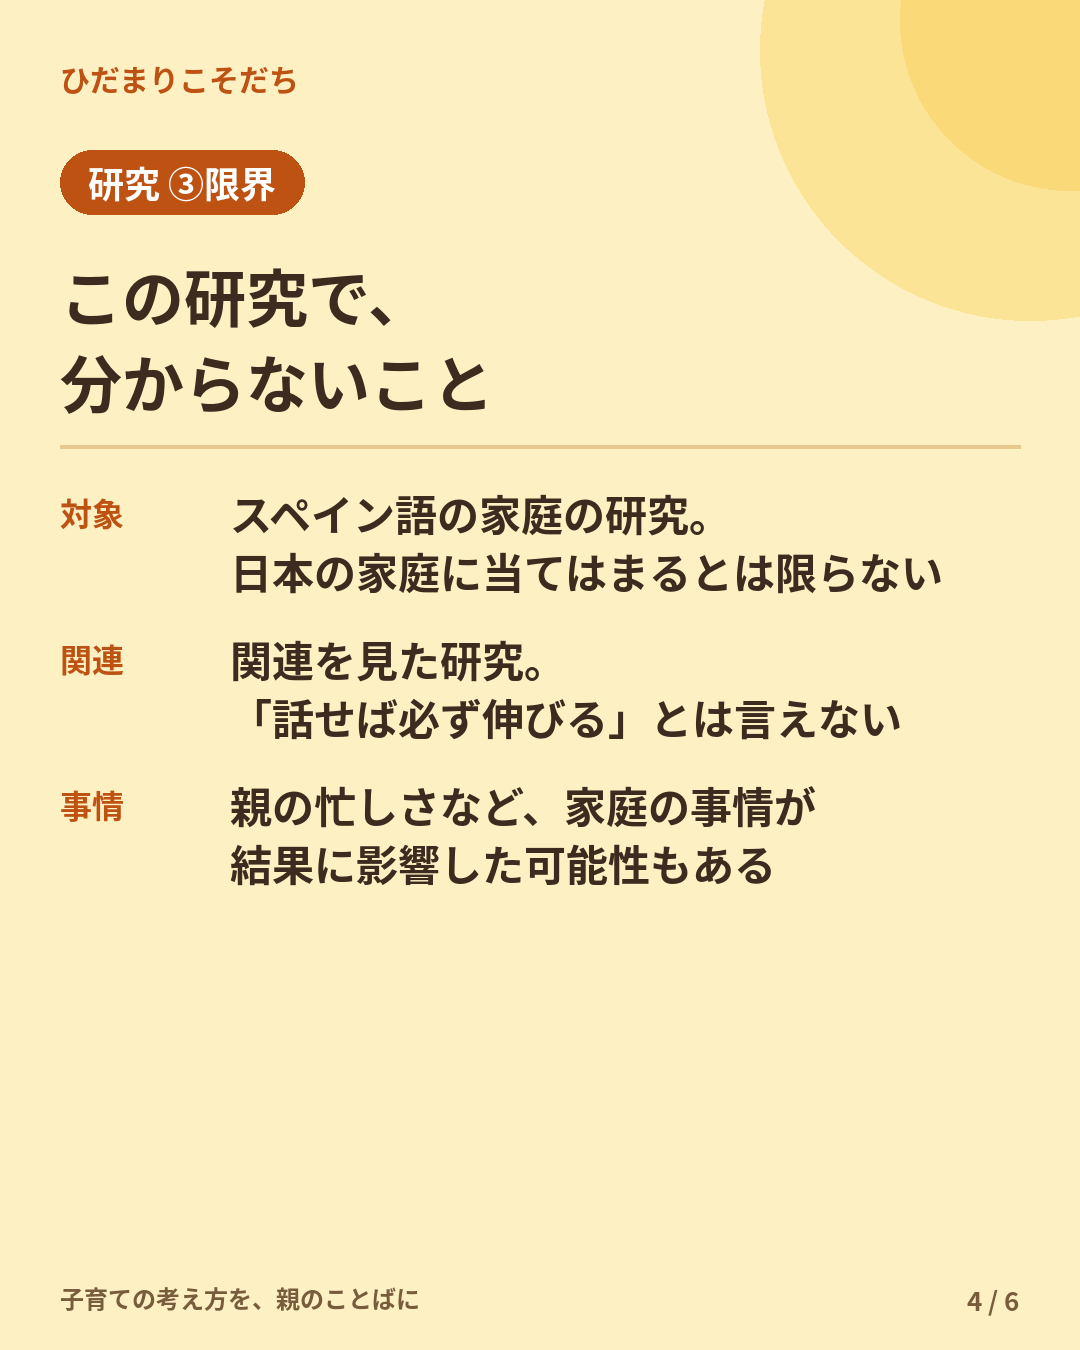 ひだまりこそだち
研究 ③限界
この研究で、
分からないこと
対象
スペイン語の家庭の研究。
日本の家庭に当てはまるとは限らない
関連
関連を見た研究。
「話せば必ず伸びる」とは言えない
事情
親の忙しさなど、家庭の事情が
結果に影響した可能性もある
子育ての考え方を、親のことばに
4 / 6